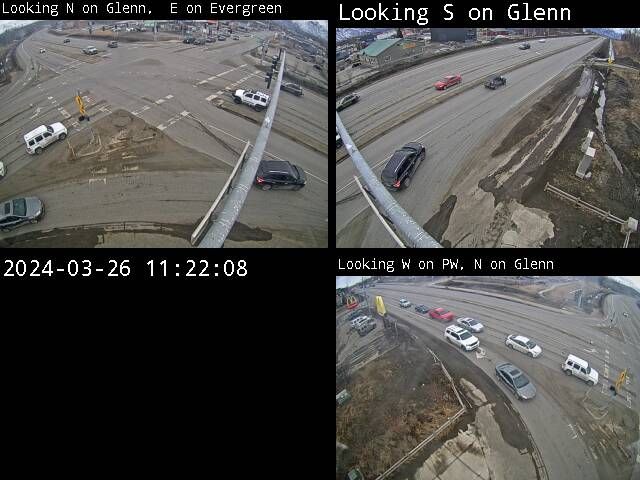 Looking N on Glenn,  E on Evergreen
Looking S on Glenn
2024-03-26 11:22:08
Looking W on PW, N on Glenn